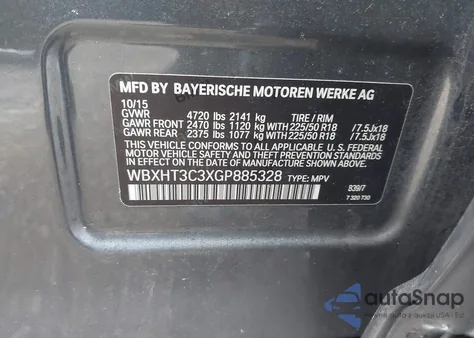 MFD BY BAYERISCHE MOTOREN WERKE AG
10/15
GVWR 4720 lbs 2141 kg TIRE / RIM
GAWR FRONT 2470 lbs 1120 kg WITH 225/50 R18 /7.5Jx18
GAWR REAR 2375 lbs 1077 kg WITH 225/50 R18 /7.5Jx18
THIS VEHICLE CONFORMS TO ALL APPLICABLE U. S. FEDERAL
MOTOR VEHICLE SAFETY, BUMPER, AND THEFT PREVENTION
STANDARDS IN EFFECT ON THE DATE OF MANUFACTURE
SHOWN ABOVE.
WBXHT3C3XGP885328 TYPE: MPV
B39/7
7 320 730
autoSnap